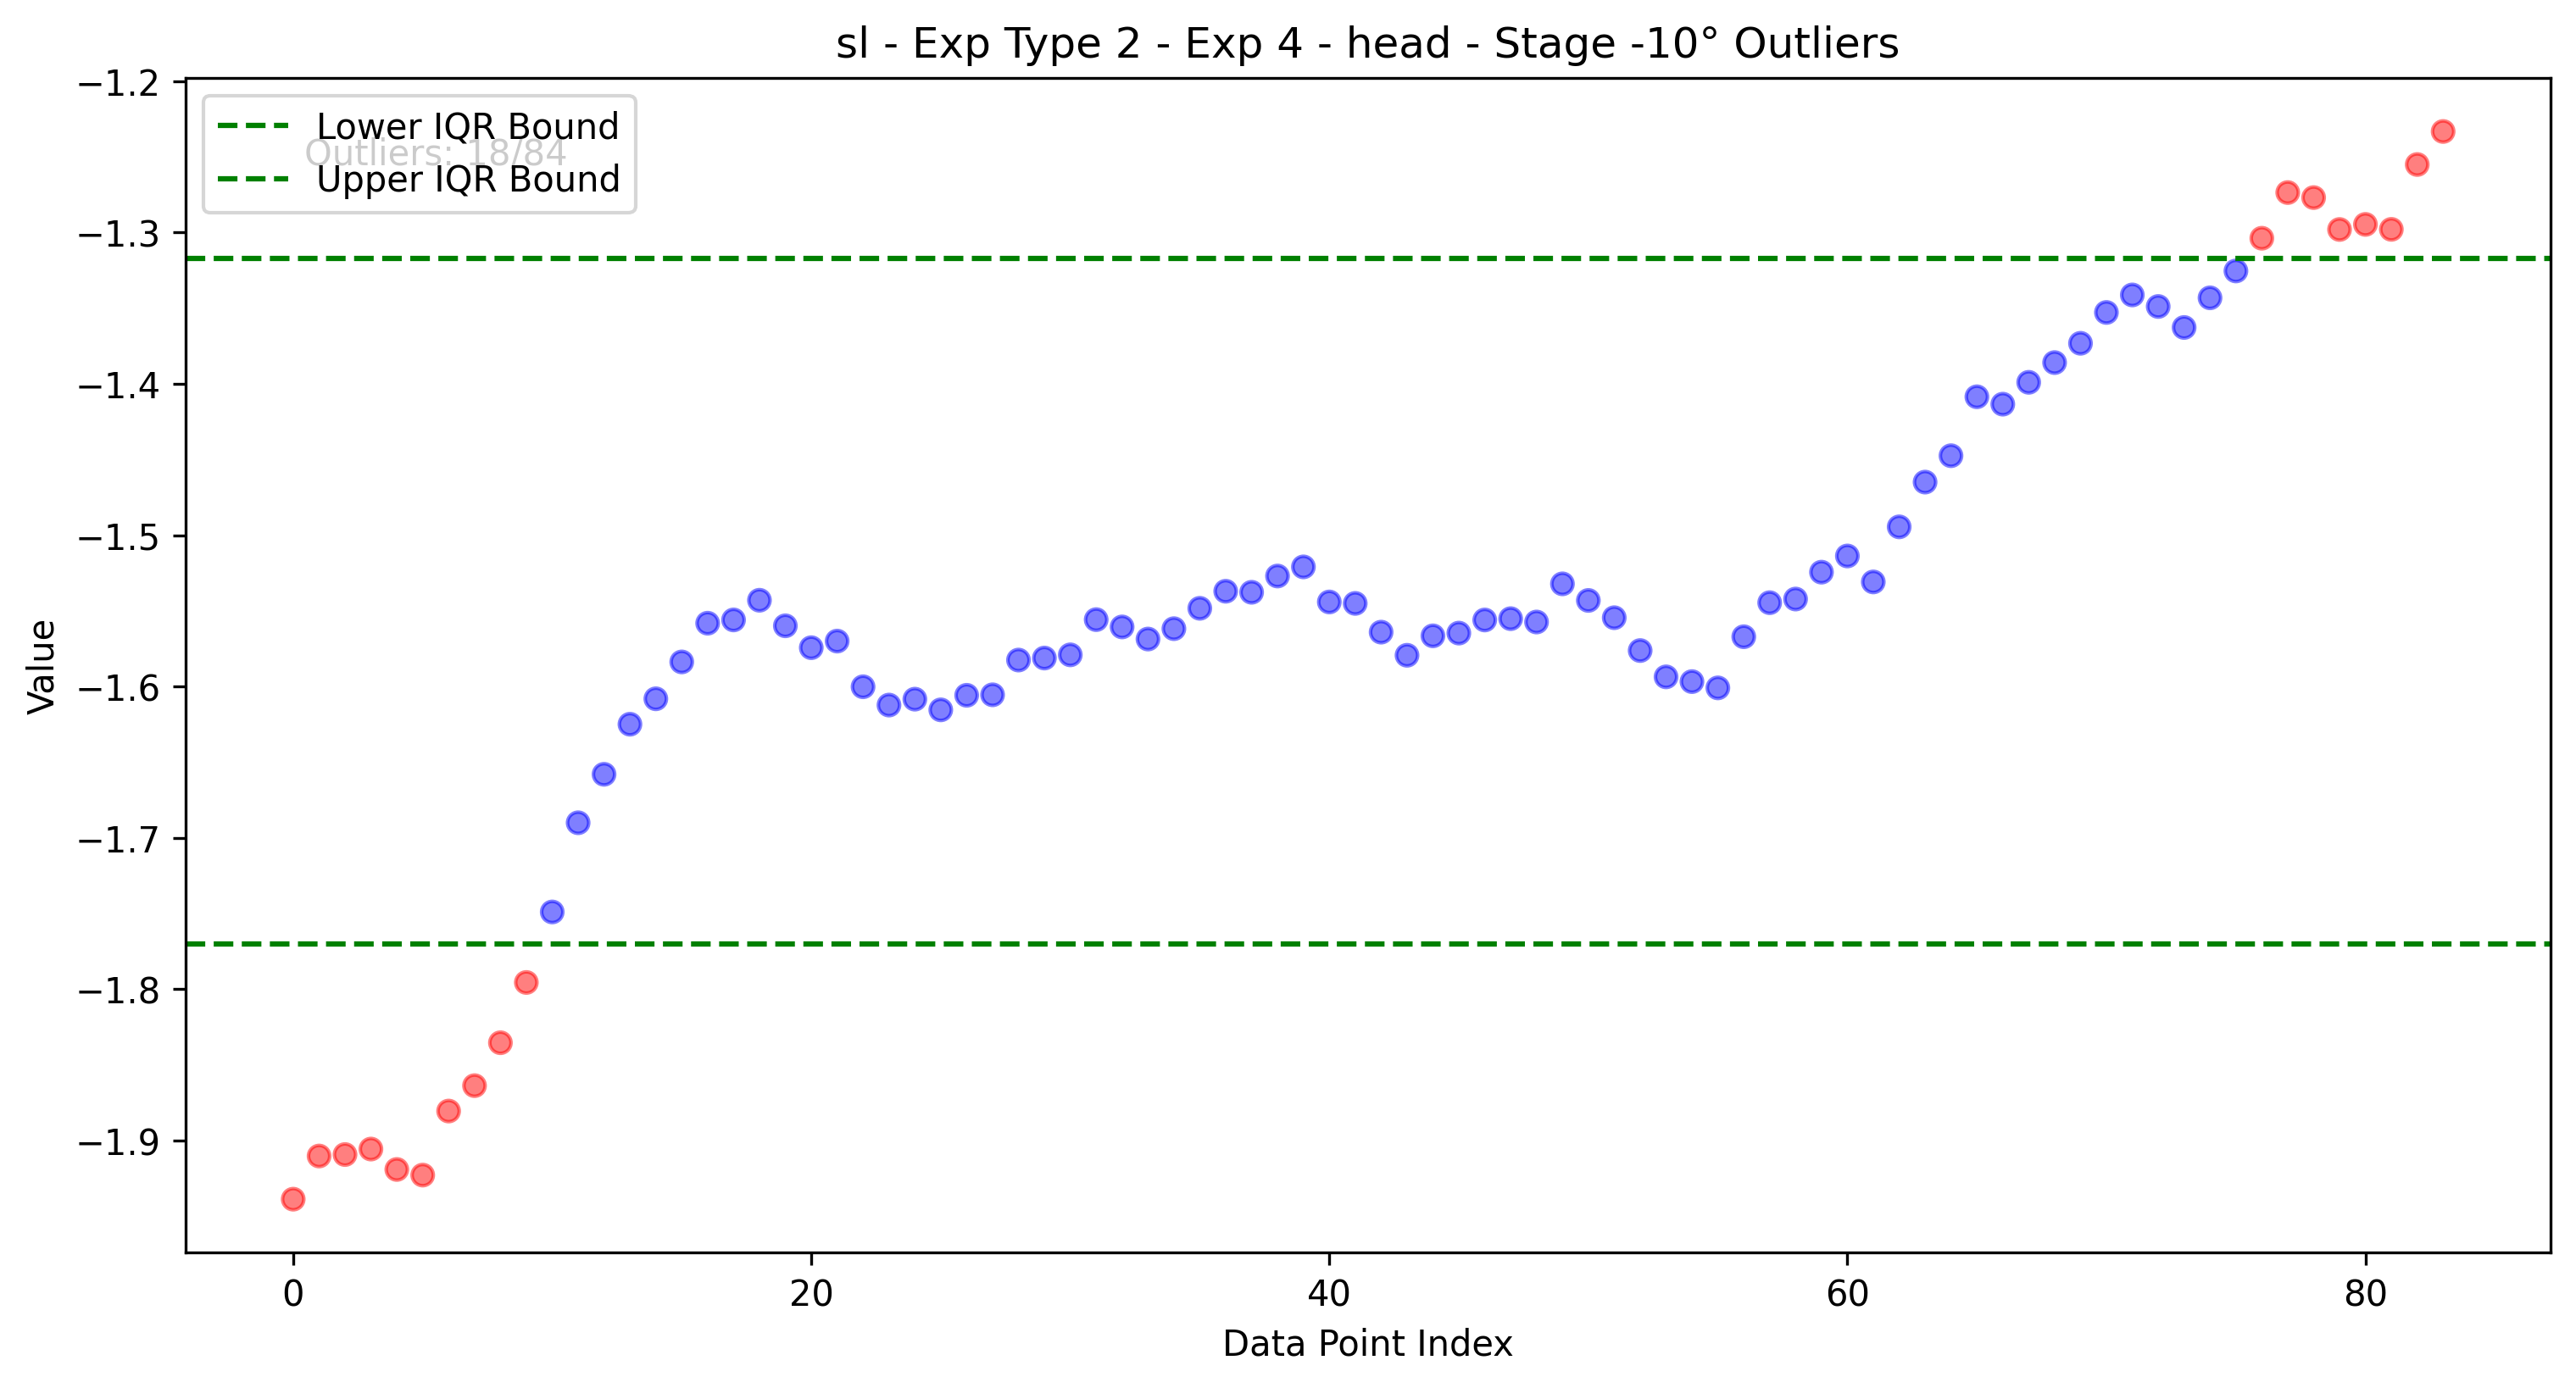 sl - Exp Type 2 - Exp 4 - head - Stage -10° Outliers
Lower IQR Bound
Outliers: 18/84
Upper IQR Bound
Value
−1.2
−1.3
−1.4
−1.5
−1.6
−1.7
−1.8
−1.9
0 20 40 60 80
Data Point Index